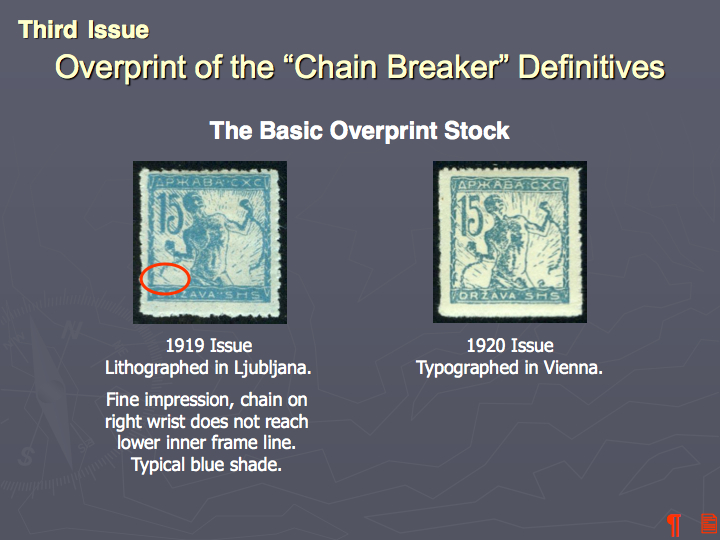 Third Issue
Overprint of the “Chain Breaker” Definitives
The Basic Overprint Stock
ДРЖАВА·СХС
15
DRŽAVA SHS
ДРЖАВА·СХС
15
DRŽAVA SHS
1919 Issue
Lithographed in Ljubljana.
Fine impression, chain on
right wrist does not reach
lower inner frame line.
Typical blue shade.
1920 Issue
Typographed in Vienna.
N
S
¶